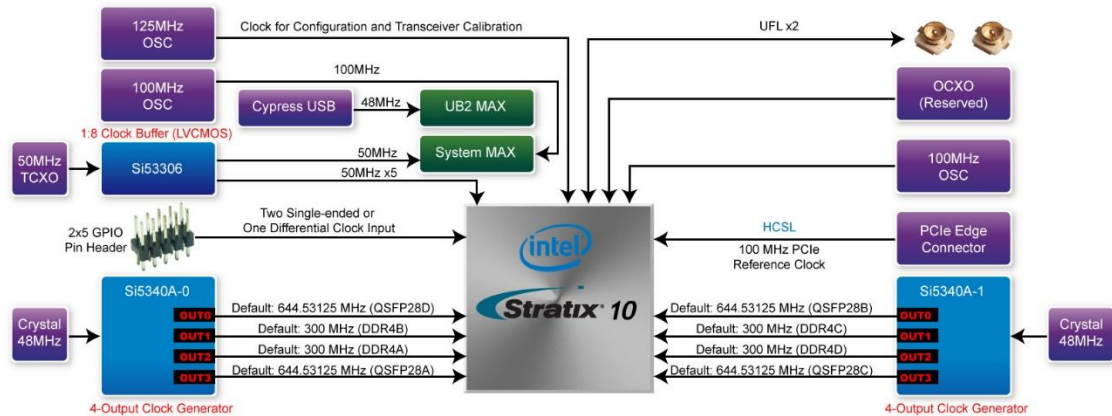 125MHz
OSC
Clock for Configuration and Transceiver Calibration
UFL x2
100MHz
OSC
100MHz
Cypress USB
48MHz
UB2 MAX
OCXO
(Reserved)
1:8 Clock Buffer (LVCMOS)
50MHz
TCXO
Si53306
50MHz
System MAX
50MHz x5
100MHz
OSC
2x5 GPIO
Pin Header
Two Single-ended or
One Differential Clock Input
intel
Stratix 10
HCSL
100 MHz PCIe
Reference Clock
PCIe Edge
Connector
Si5340A-0
Crystal
48MHz
OUT0
Default: 644.53125 MHz (QSFP28D)
OUT1
Default: 300 MHz (DDR4B)
OUT2
Default: 300 MHz (DDR4A)
OUT3
Default: 644.53125 MHz (QSFP28A)
4-Output Clock Generator
Si5340A-1
Default: 644.53125 MHz (QSFP28B)
OUT0
Default: 300 MHz (DDR4C)
OUT1
Default: 300 MHz (DDR4D)
OUT2
Default: 644.53125 MHz (QSFP28C)
OUT3
Crystal
48MHz
4-Output Clock Generator